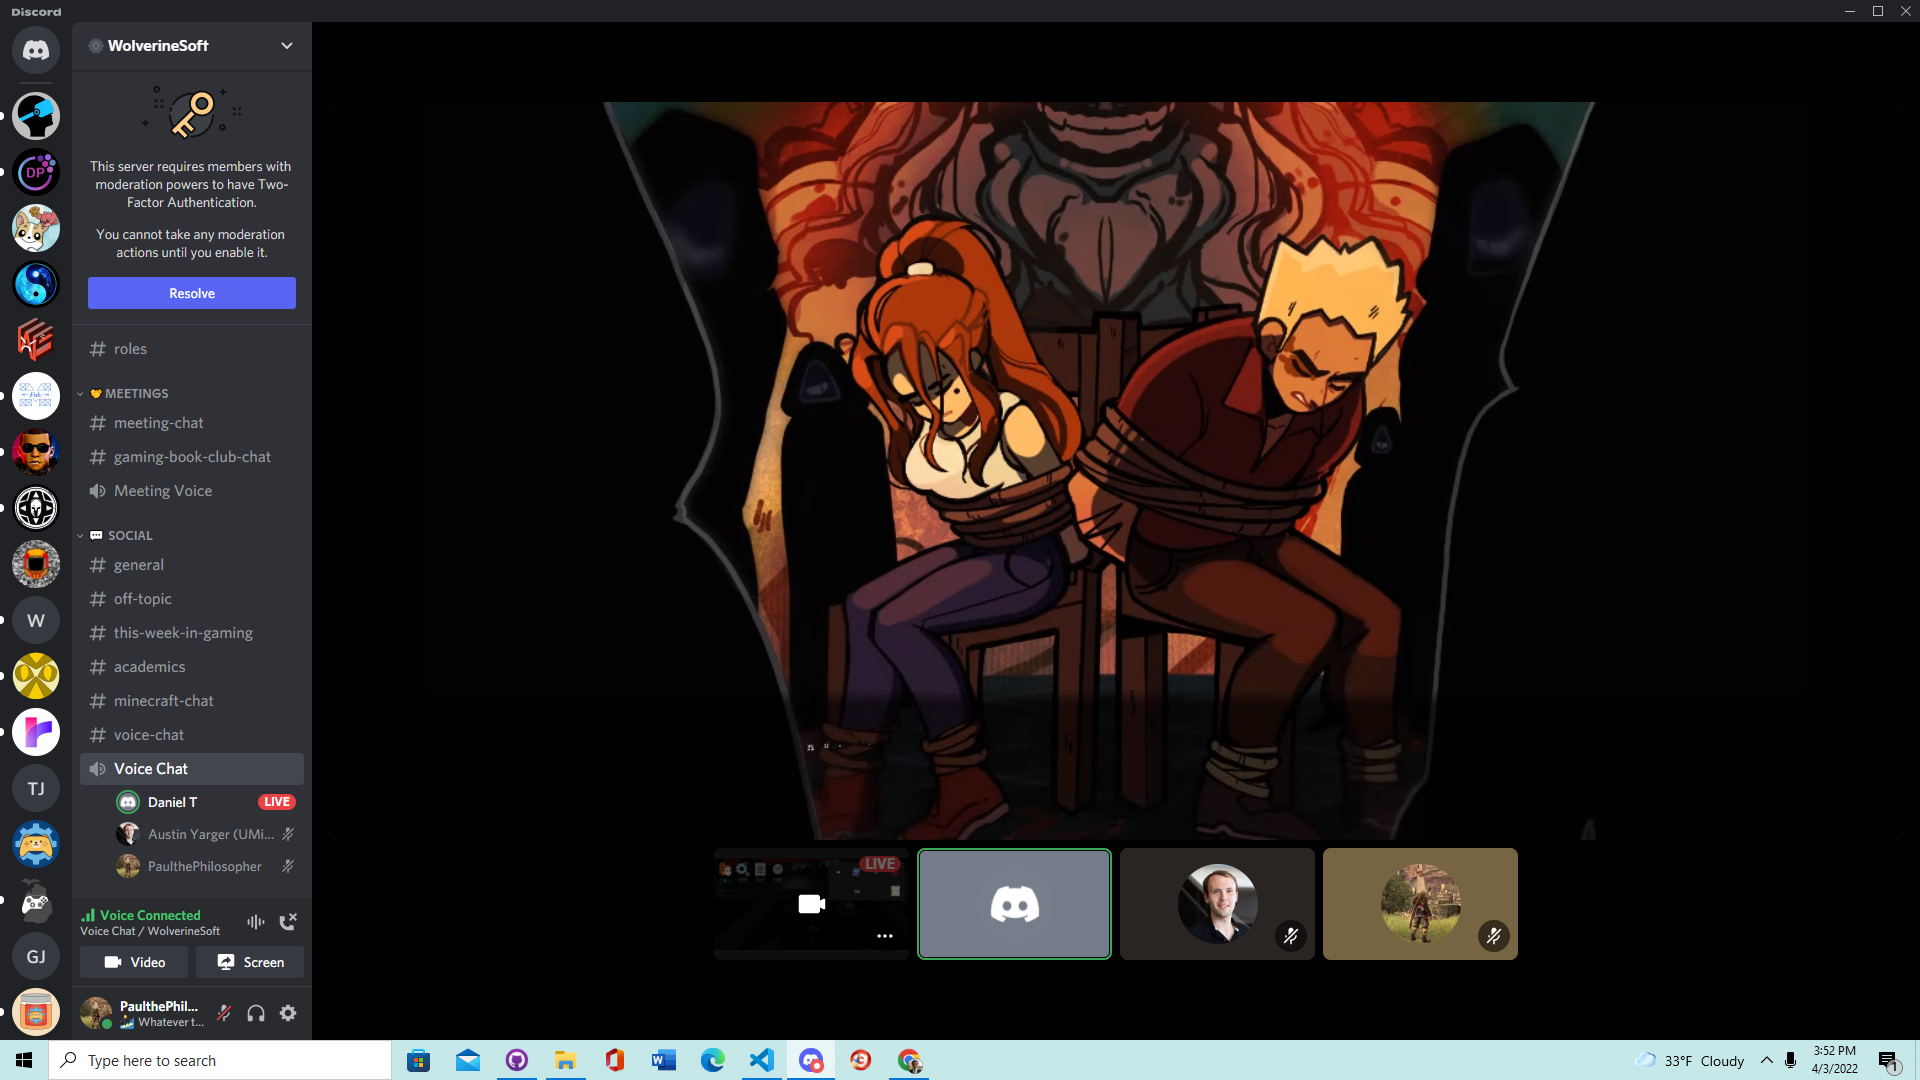 Discord
WolverineSoft
This server requires members with
moderation powers to have Two-
Factor Authentication.
You cannot take any moderation
actions until you enable it.
Resolve
roles
MEETINGS
meeting-chat
gaming-book-club-chat
Meeting Voice
SOCIAL
general
off-topic
this-week-in-gaming
academics
minecraft-chat
voice-chat
Voice Chat
Daniel T
LIVE
Austin Yarger (UMi...
PaulthePhilosopher
Voice Connected
Voice Chat / WolverineSoft
Video
Screen
PaulthePhil...
Whatever t...
DP
W
TJ
GJ
LIVE
Type here to search
33°F Cloudy
3:52 PM
4/3/2022
1